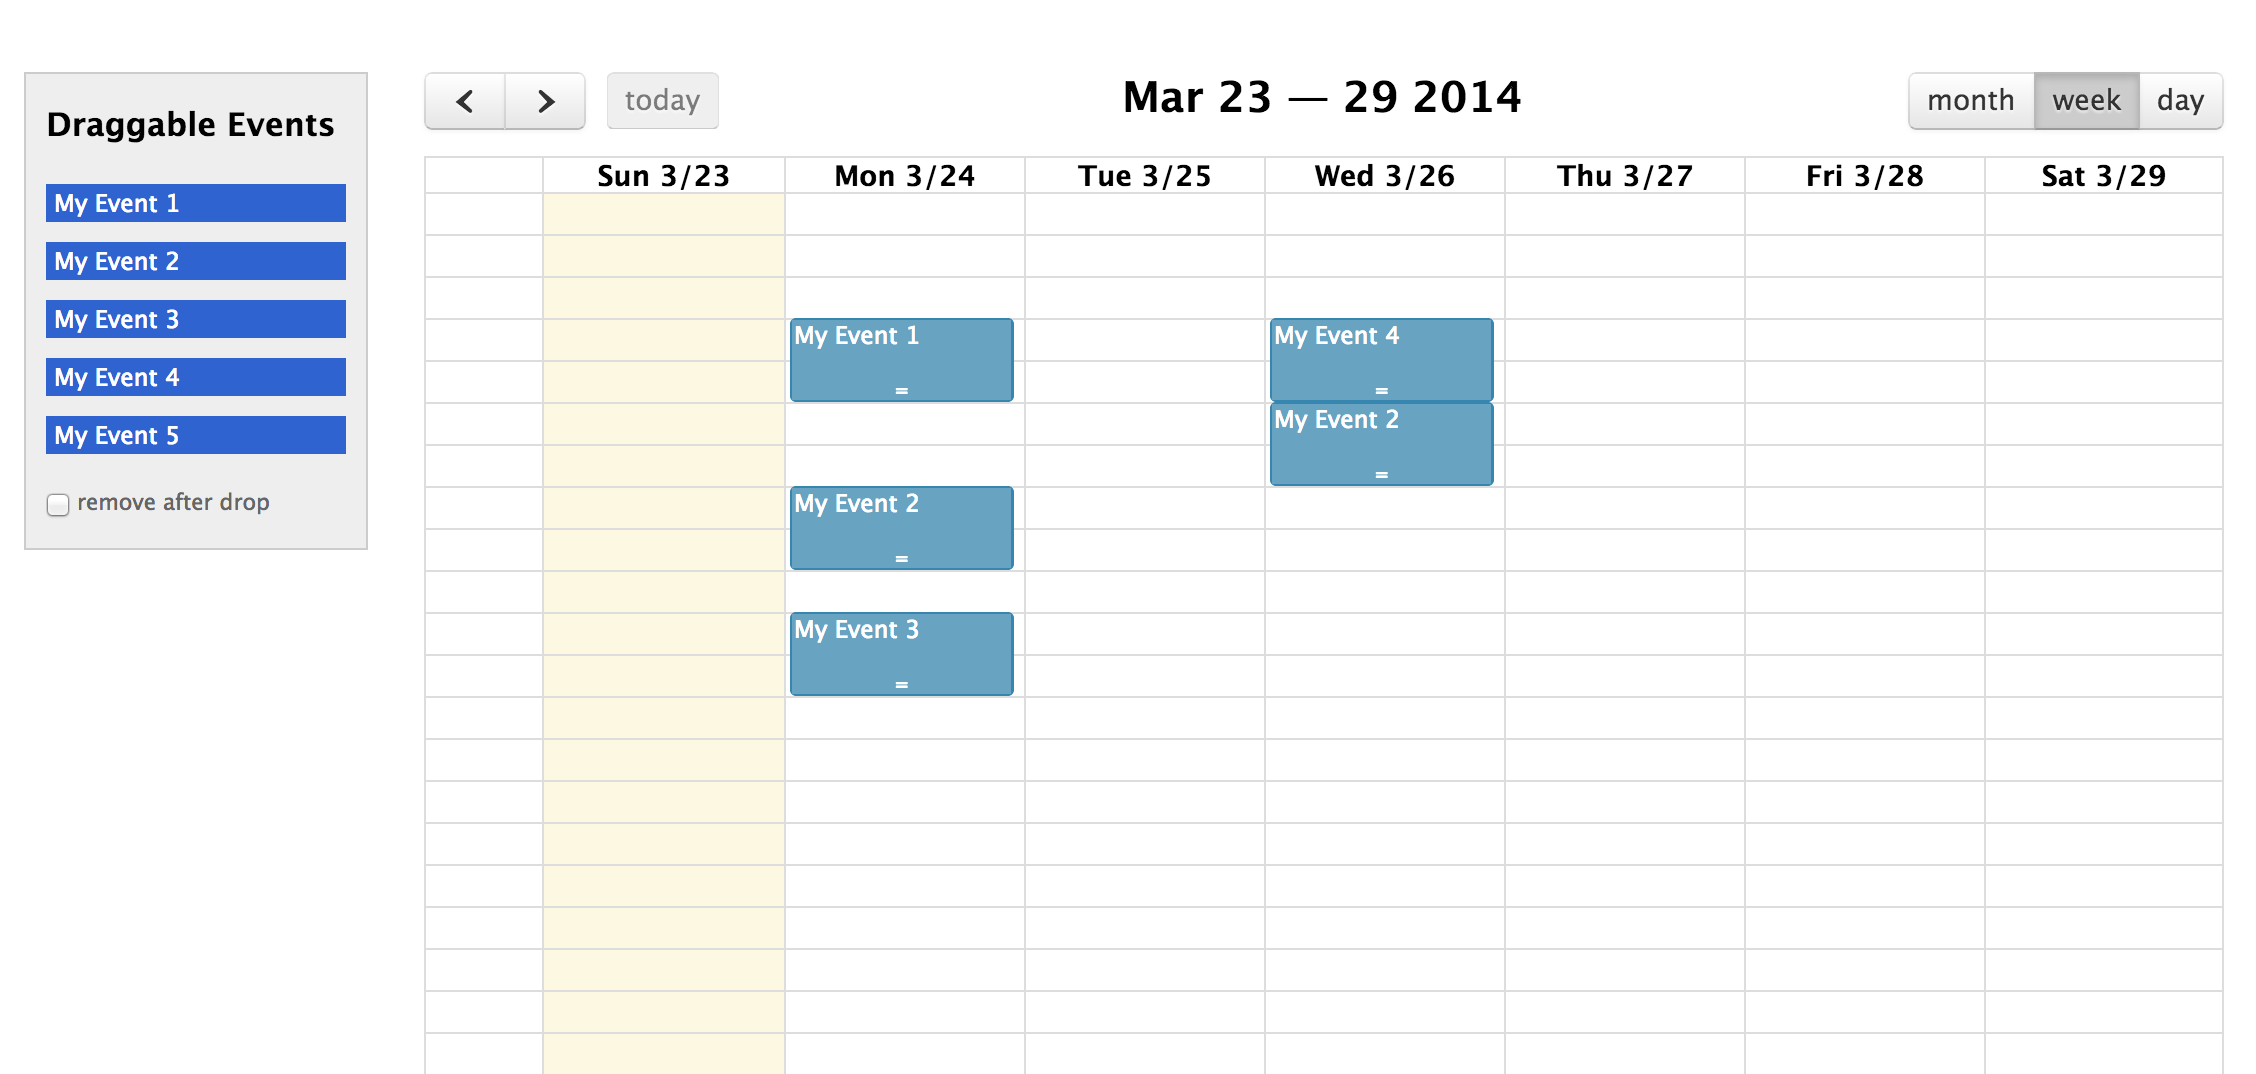 Draggable Events
My Event 1
My Event 2
My Event 3
My Event 4
My Event 5
remove after drop
today
Mar 23 — 29 2014
month week day
Sun 3/23 Mon 3/24 Tue 3/25 Wed 3/26 Thu 3/27 Fri 3/28 Sat 3/29
My Event 1
=
My Event 2
=
My Event 3
=
My Event 4
=
My Event 2
=